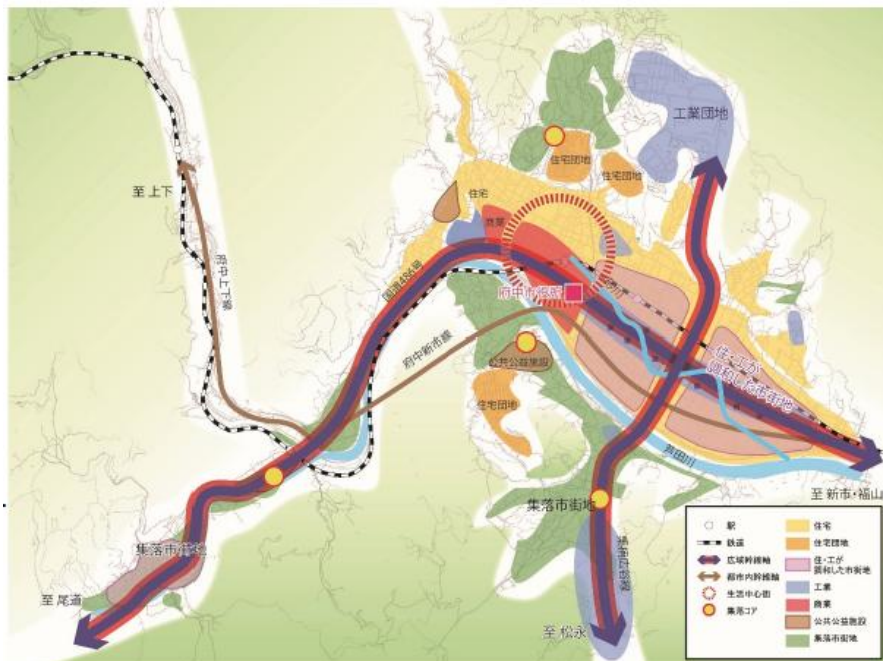 工業団地
住宅団地
住宅団地
住宅
商業
至 上下
府中上下線
国道486号
府中市役所
府中新市線
公共公益施設
住・工が
調和した市街地
住宅団地
芦田川
至 新市・福山
集落市街地
集落市街地
至 尾道
至 松永
駅
鉄道
広域幹線軸
都市内幹線軸
生活中心街
集落コア
住宅
住宅団地
住・工が
調和した市街地
工業
商業
公共公益施設
集落市街地